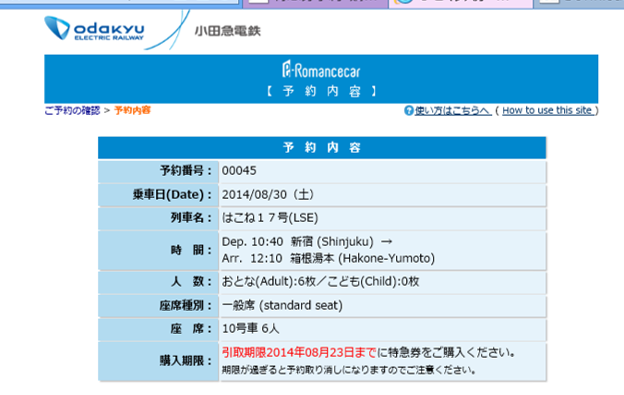 odakyu 小田急電鉄
ELECTRIC RAILWAY
e-Romancecar
【 予 約 内 容 】
ご予約の確認 > 予約内容 ?使い方はこちらへ ( How to use this site )
予 約 内 容
予約番号： 00045
乗車日(Date)： 2014/08/30（土）
列車名： はこね１７号(LSE)
時 間： Dep. 10:40 新宿 (Shinjuku) →
Arr. 12:10 箱根湯本 (Hakone-Yumoto)
人 数： おとな(Adult):6枚／こども(Child):0枚
座席種別： 一般席 (standard seat)
座 席： 10号車 6人
購入期限： 引取期限2014年08月23日までに特急券をご購入ください。
期限が過ぎると予約取り消しになりますのでご注意ください。